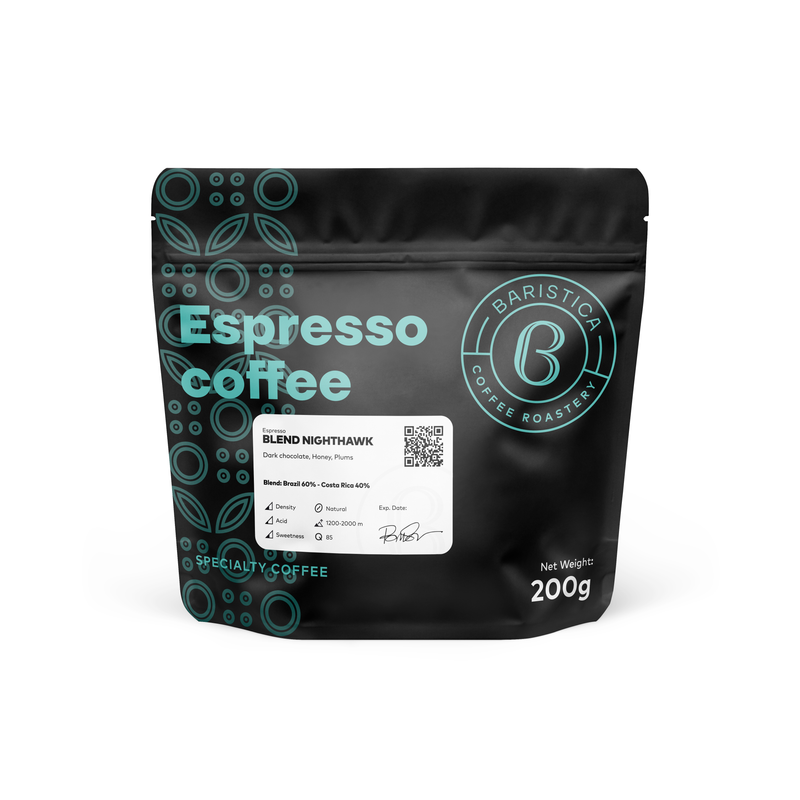 Espresso
coffee
BARISTICA
B
COFFEE ROASTERY
Espresso
BLEND NIGHTHAWK
Dark chocolate, Honey, Plums
Blend: Brazil 60% - Costa Rica 40%
Density
Natural
Exp. Date:
Acid
1200-2000 m
Sweetness
85
SPECIALTY COFFEE
Net Weight:
200g